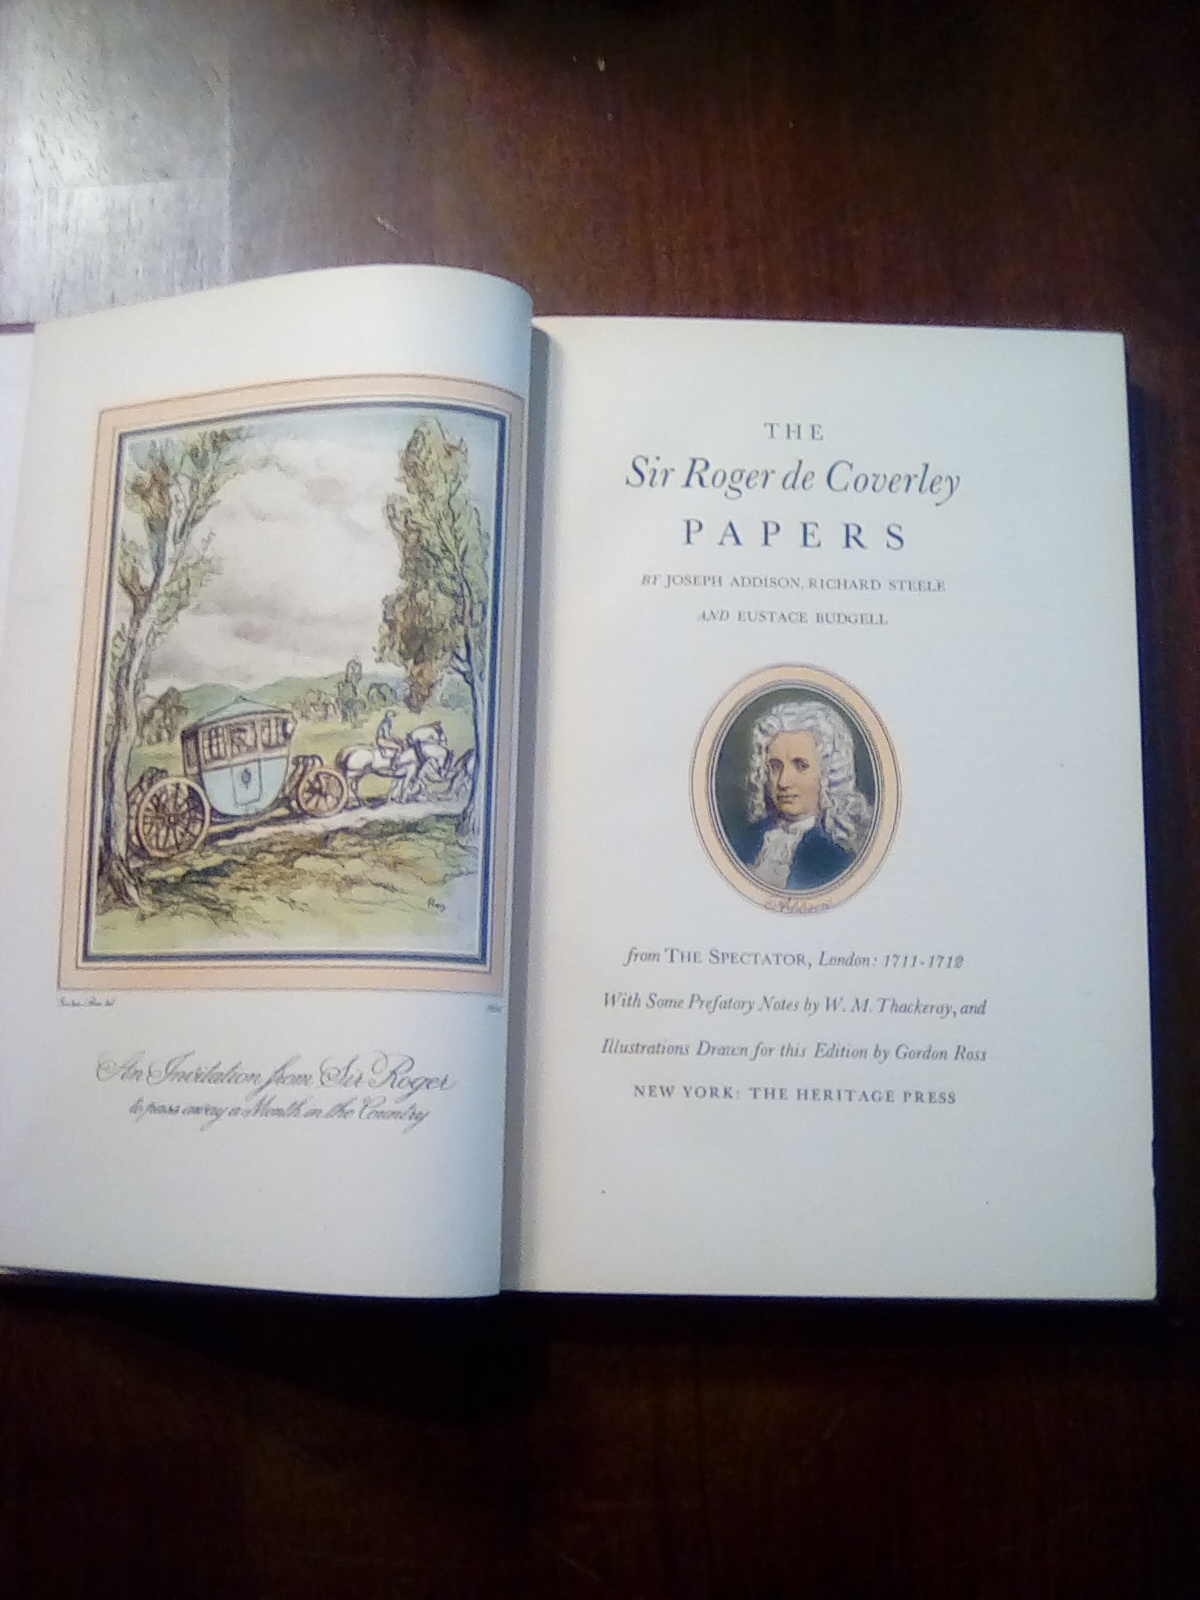 Ross
An Invitation from Sir Roger
to pass away a Month in the Country
THE
Sir Roger de Coverley
PAPERS
BY JOSEPH ADDISON, RICHARD STEELE
AND EUSTACE BUDGELL
Addison
from THE SPECTATOR, London: 1711-1712
With Some Prefatory Notes by W. M. Thackeray, and
Illustrations Drawn for this Edition by Gordon Ross
NEW YORK: THE HERITAGE PRESS